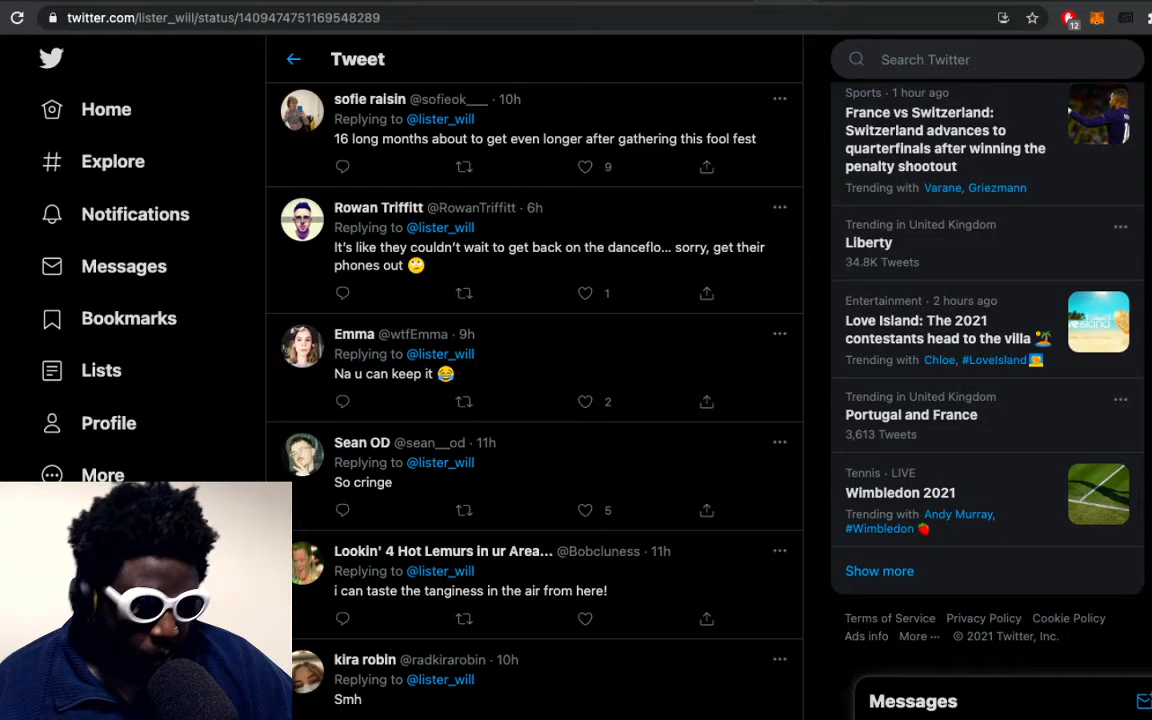 twitter.com/lister_will/status/1409474751169548289
12
Home
Explore
Notifications
Messages
Bookmarks
Lists
Profile
More
Tweet
sofie raisin @sofieok___ · 10h
Replying to @lister_will
16 long months about to get even longer after gathering this fool fest
9
Rowan Triffitt @RowanTriffitt · 6h
Replying to @lister_will
It's like they couldn't wait to get back on the danceflo... sorry, get their
phones out 🙄
1
Emma @wtfEmma · 9h
Replying to @lister_will
Na u can keep it 😂
2
Sean OD @sean__od · 11h
Replying to @lister_will
So cringe
5
Lookin' 4 Hot Lemurs in ur Area... @Bobcluness · 11h
Replying to @lister_will
i can taste the tanginess in the air from here!
kira robin @radkirarobin · 10h
Replying to @lister_will
Smh
Search Twitter
Sports · 1 hour ago
France vs Switzerland:
Switzerland advances to
quarterfinals after winning the
penalty shootout
Trending with Varane, Griezmann
Trending in United Kingdom
Liberty
34.8K Tweets
Entertainment · 2 hours ago
Love Island: The 2021
contestants head to the villa 🏝️
Trending with Chloe, #LoveIsland
Trending in United Kingdom
Portugal and France
3,613 Tweets
Tennis · LIVE
Wimbledon 2021
Trending with Andy Murray,
#Wimbledon 🍓
Show more
Terms of Service Privacy Policy Cookie Policy
Ads info More ··· © 2021 Twitter, Inc.
Messages